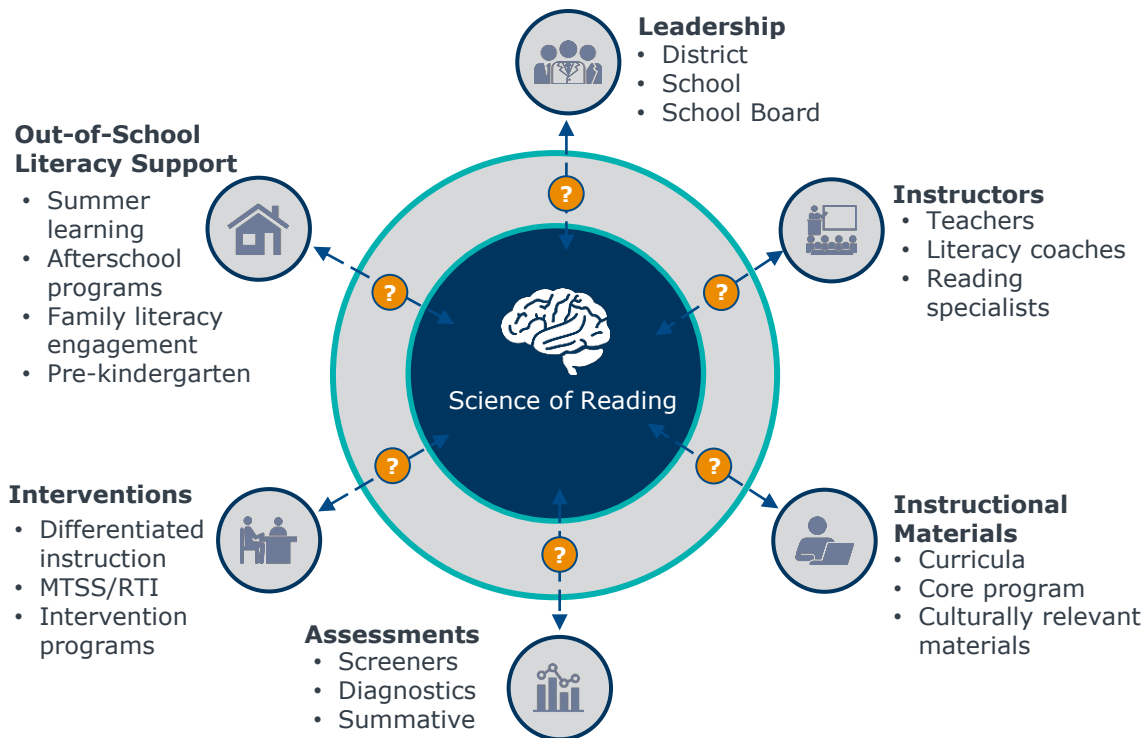 Leadership
• District
• School
• School Board
Out-of-School
Literacy Support
• Summer
learning
• Afterschool
programs
• Family literacy
engagement
• Pre-kindergarten
Instructors
• Teachers
• Literacy coaches
• Reading
specialists
?
?
?
Science of Reading
?
?
?
Interventions
• Differentiated
instruction
• MTSS/RTI
• Intervention
programs
Instructional
Materials
• Curricula
• Core program
• Culturally relevant
materials
Assessments
• Screeners
• Diagnostics
• Summative